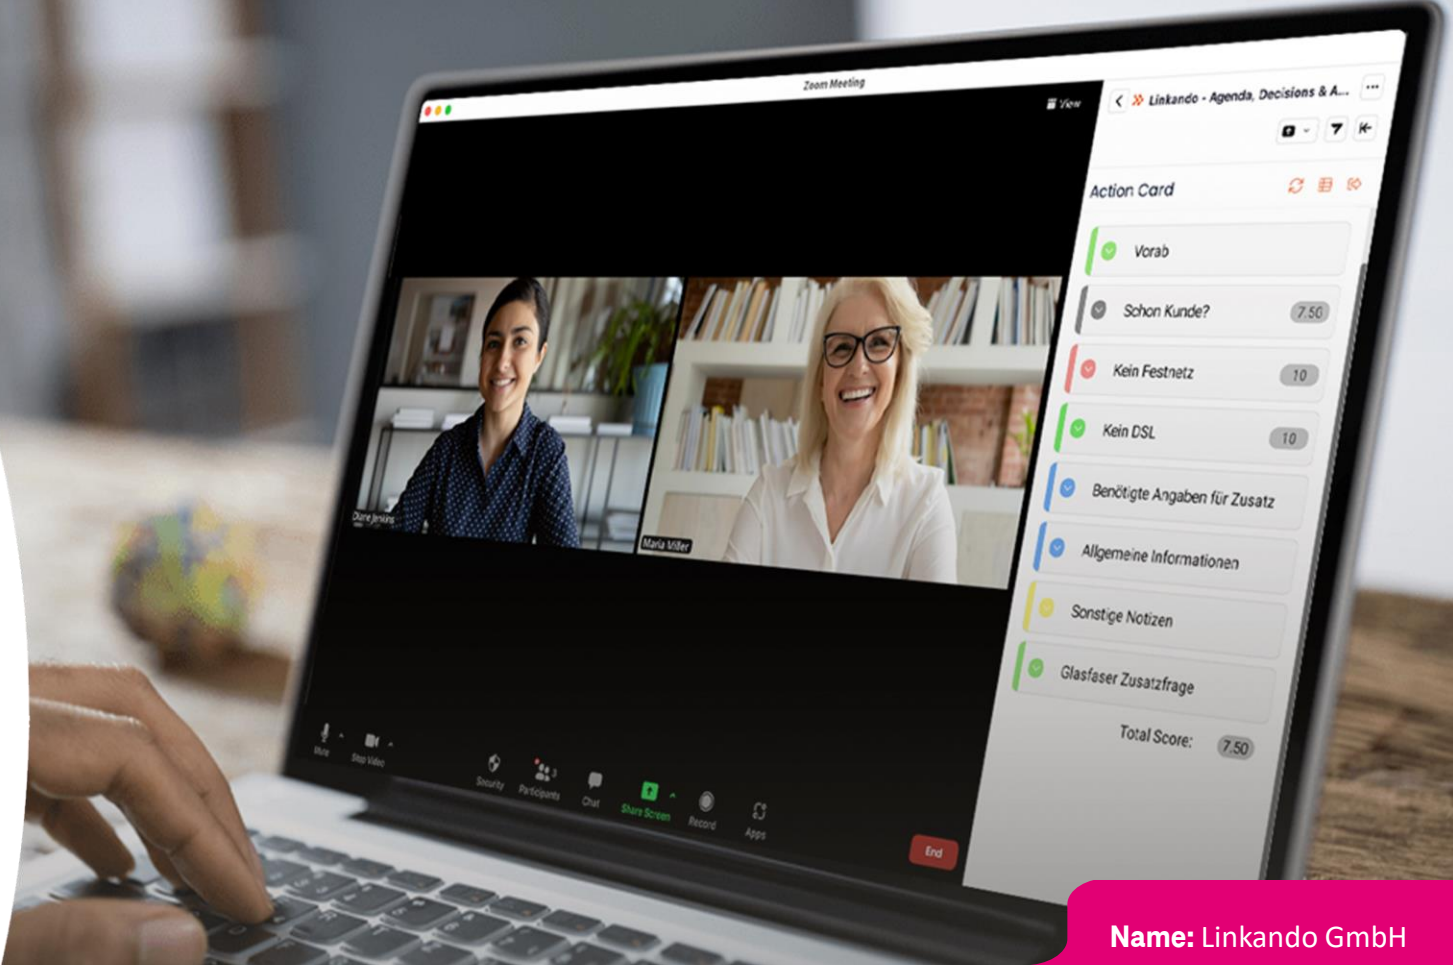 Zoom Meeting
View
Linkando - Agenda, Decisions & A...
Action Card
Vorab
Schon Kunde? 7.50
Kein Festnetz 10
Kein DSL 10
Benötigte Angaben für Zusatz
Allgemeine Informationen
Sonstige Notizen
Glasfaser Zusatzfrage
Total Score: 7.50
Diane Jenkins
Maria Miller
Mute
Stop Video
Security
Participants 3
Chat
Share Screen
Record
Apps
End
Name: Linkando GmbH